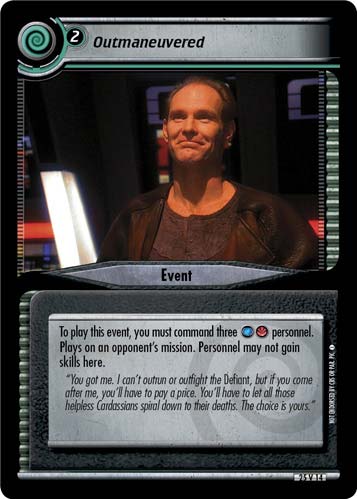 2
Outmaneuvered
Event
To play this event, you must command three personnel.
Plays on an opponent's mission. Personnel may not gain
skills here.
"You got me. I can't outrun or outfight the Defiant, but if you come
after me, you'll have to pay a price. You'll have to let all those
helpless Cardassians spiral down to their deaths. The choice is yours."
NOT ENDORSED BY CBS OR PAR. PIC.
25 V 14